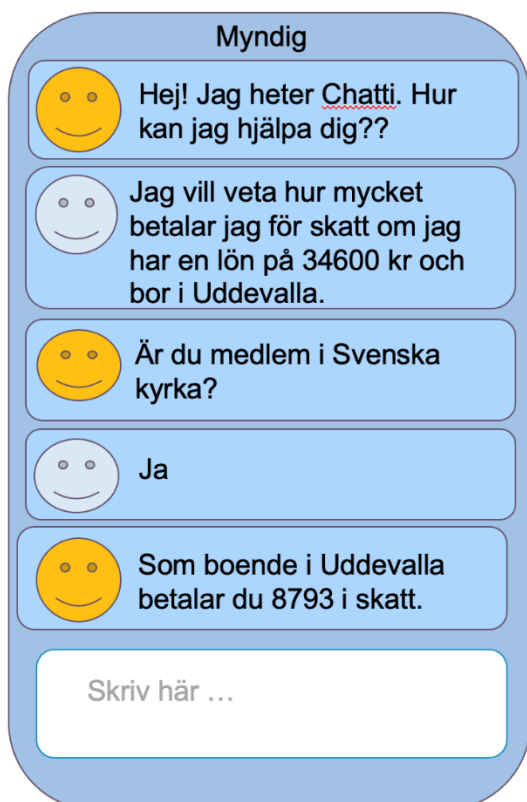 Myndig
Hej! Jag heter Chatti. Hur
kan jag hjälpa dig??
Jag vill veta hur mycket
betalar jag för skatt om jag
har en lön på 34600 kr och
bor i Uddevalla.
Är du medlem i Svenska
kyrka?
Ja
Som boende i Uddevalla
betalar du 8793 i skatt.
Skriv här …